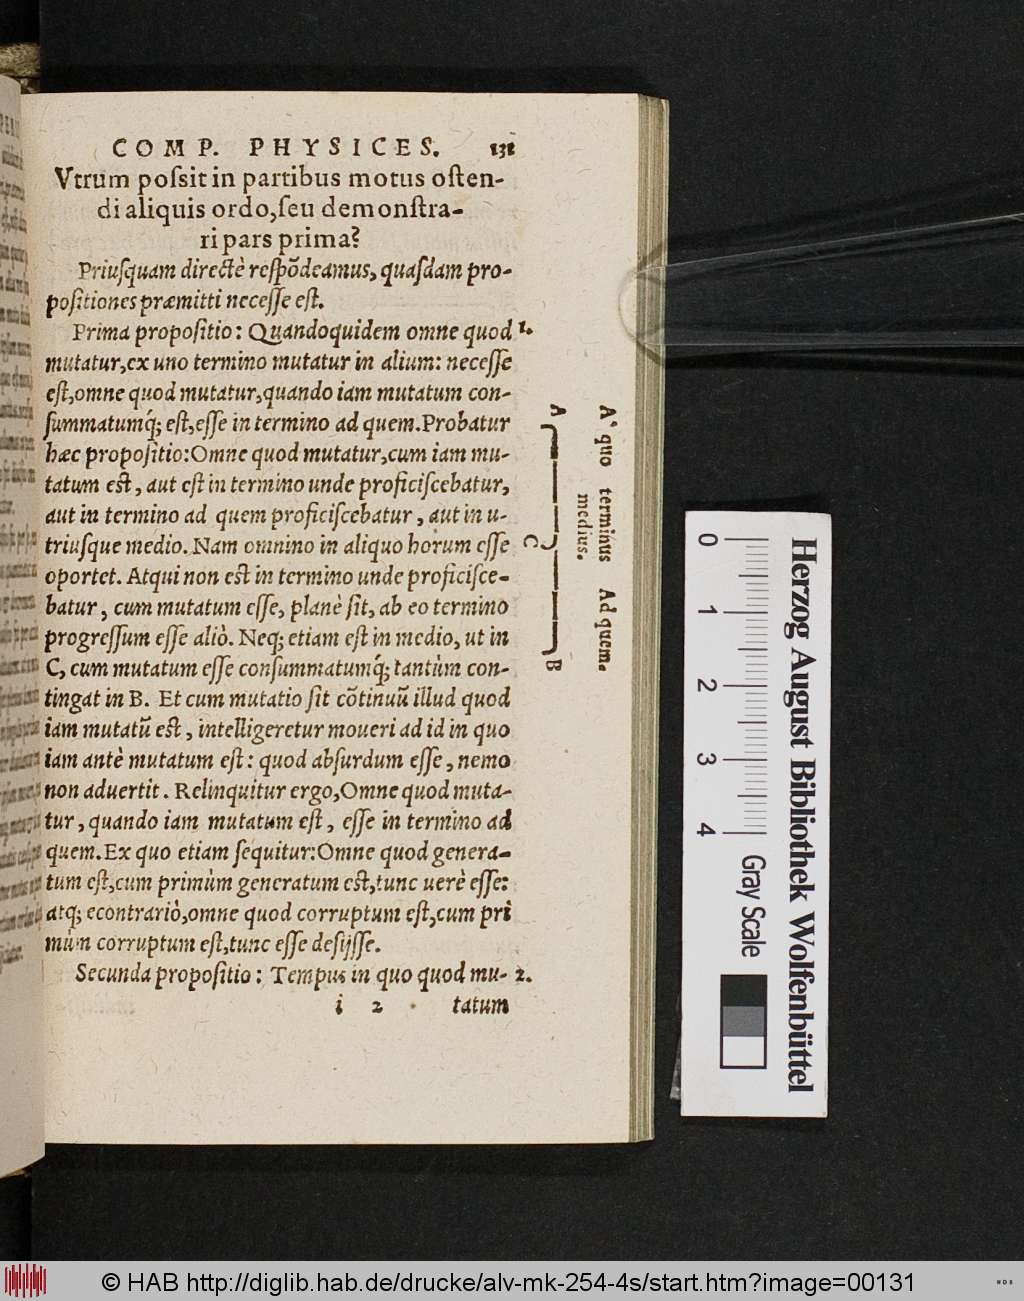 COMP. PHYSICES. 131
Vtrum poſsit in partibus motus oſten-
di aliquis ordo,ſeu demonſtra-
ri pars prima?
Priuſquam directè reſpõdeamus, quaſdam pro-
poſitiones præmitti neceſſe eſt.
Prima propoſitio: Quandoquidem omne quod 1.
mutatur,ex uno termino mutatur in alium: neceſſe
eſt,omne quod mutatur,quando iam mutatum con-
ſummatumq́; eſt,eſſe in termino ad quem.Probatur
hæc propoſitio:Omne quod mutatur,cum iam mu-
tatum eſt, aut eſt in termino unde proficiſcebatur,
aut in termino ad quem proficiſcebatur, aut in u-
triuſque medio. Nam omnino in aliquo horum eſſe
oportet. Atqui non eſt in termino unde proficiſce-
batur, cum mutatum eſſe, planè ſit, ab eo termino
progreſſum eſſe aliò. Neq; etiam eſt in medio, ut in
C, cum mutatum eſſe conſummatumq́; tantùm con-
tingat in B. Et cum mutatio ſit cõtinuũ illud quod
iam mutatũ eſt, intelligeretur moueri ad id in quo
iam antè mutatum eſt: quod abſurdum eſſe, nemo
non aduertit. Relinquitur ergo,Omne quod muta-
tur, quando iam mutatum eſt, eſſe in termino ad
quem.Ex quo etiam ſequitur:Omne quod genera-
tum eſt,cum primùm generatum eſt,tunc uerè eſſe:
atq; econtrariò,omne quod corruptum eſt,cum pri
mùm corruptum eſt,tunc eſſe deſijſſe.
Secunda propoſitio: Tempus in quo quod mu- 2.
i 2 tatum
A C B
A' quo terminus Ad quem.
medius.
0 1 2 3 4 Gray Scale
Herzog August Bibliothek Wolfenbüttel
© HAB http://diglib.hab.de/drucke/alv-mk-254-4s/start.htm?image=00131